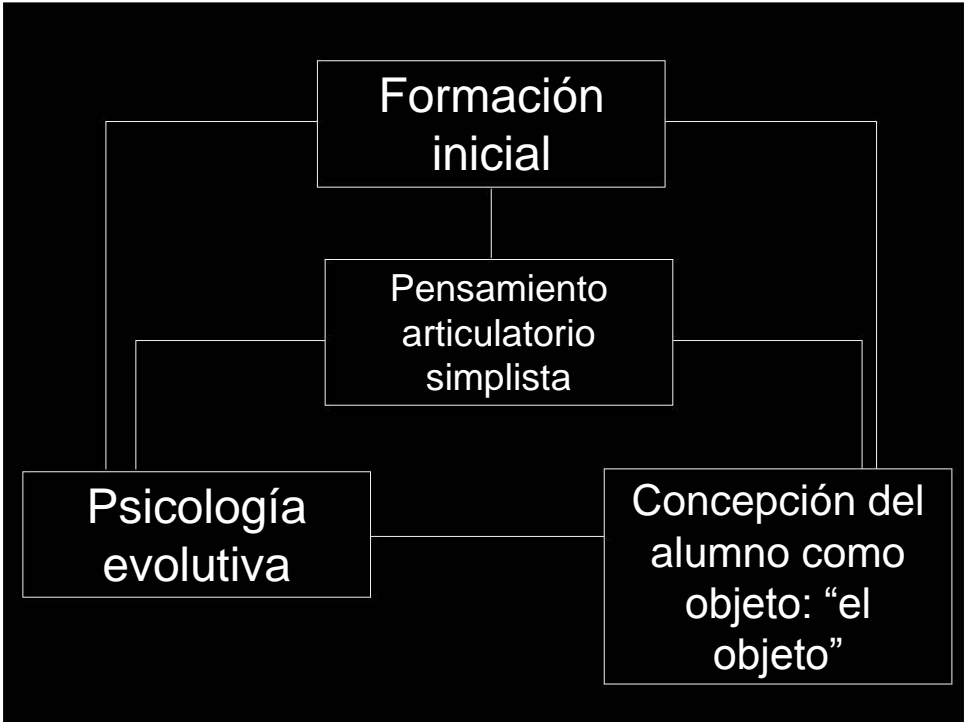 Formación
inicial
Pensamiento
articulatorio
simplista
Psicología
evolutiva
Concepción del
alumno como
objeto: “el
objeto”